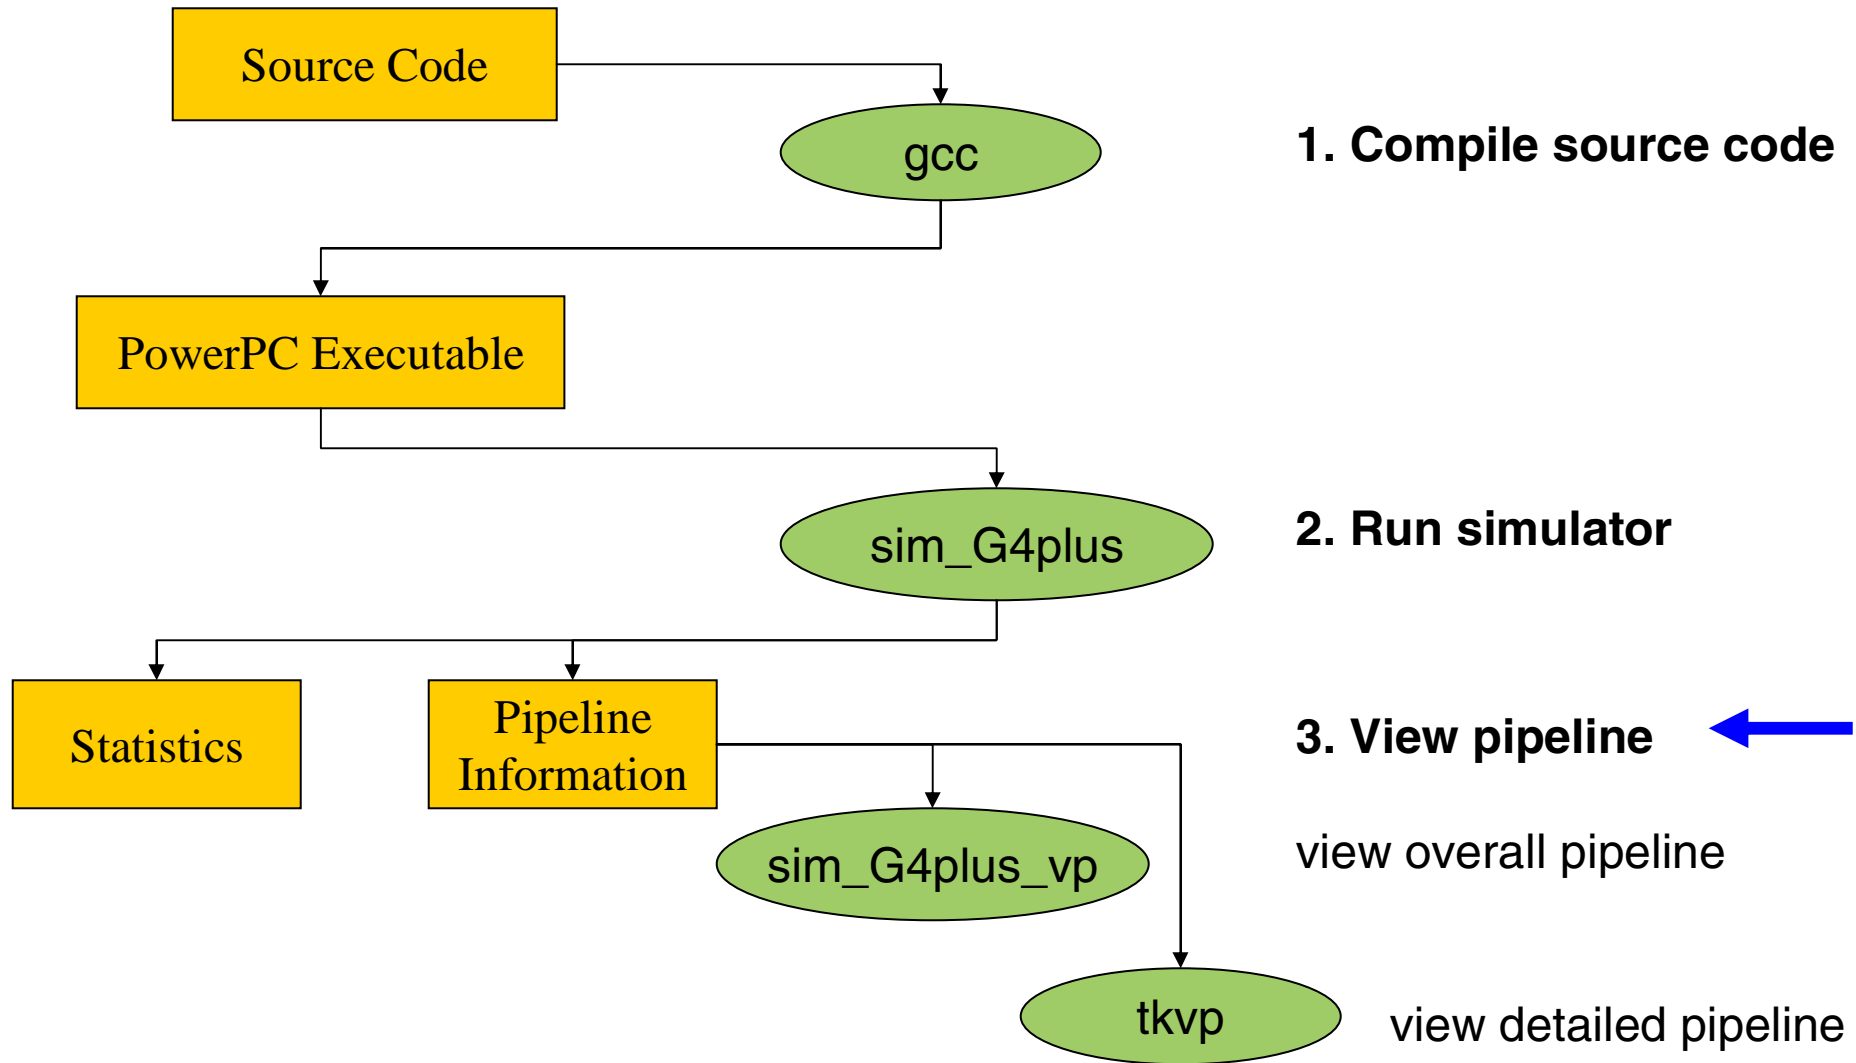 Source Code
gcc
1. Compile source code
PowerPC Executable
sim_G4plus
2. Run simulator
Statistics
Pipeline
Information
3. View pipeline
sim_G4plus_vp
view overall pipeline
tkvp
view detailed pipeline